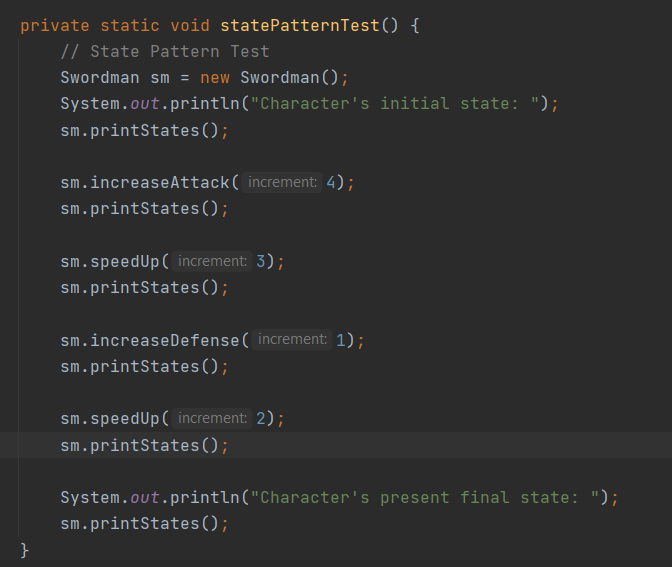 private static void statePatternTest() {
// State Pattern Test
Swordman sm = new Swordman();
System.out.println("Character's initial state: ");
sm.printStates();
sm.increaseAttack( increment: 4);
sm.printStates();
sm.speedUp( increment: 3);
sm.printStates();
sm.increaseDefense( increment: 1);
sm.printStates();
sm.speedUp( increment: 2);
sm.printStates();
System.out.println("Character's present final state: ");
sm.printStates();
}